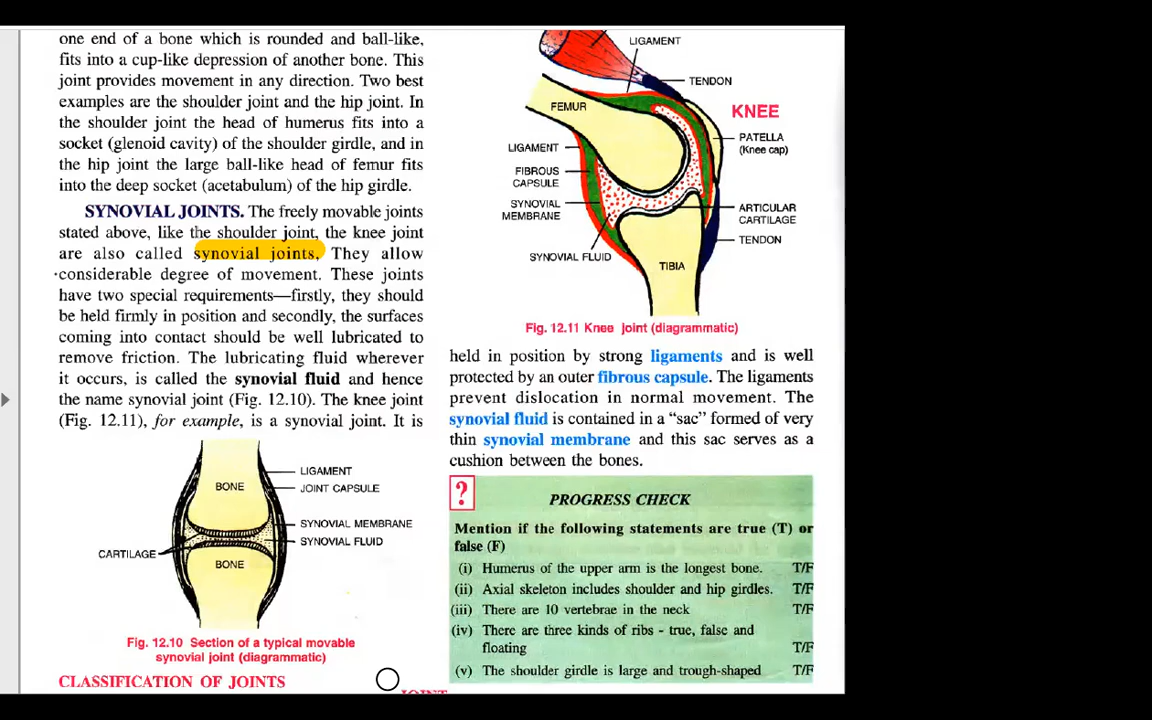 one end of a bone which is rounded and ball-like,
fits into a cup-like depression of another bone. This
joint provides movement in any direction. Two best
examples are the shoulder joint and the hip joint. In
the shoulder joint the head of humerus fits into a
socket (glenoid cavity) of the shoulder girdle, and in
the hip joint the large ball-like head of femur fits
into the deep socket (acetabulum) of the hip girdle.
SYNOVIAL JOINTS. The freely movable joints
stated above, like the shoulder joint, the knee joint
are also called synovial joints, They allow
considerable degree of movement. These joints
have two special requirements—firstly, they should
be held firmly in position and secondly, the surfaces
coming into contact should be well lubricated to
remove friction. The lubricating fluid wherever
it occurs, is called the synovial fluid and hence
the name synovial joint (Fig. 12.10). The knee joint
(Fig. 12.11), for example, is a synovial joint. It is
LIGAMENT
BONE
JOINT CAPSULE
SYNOVIAL MEMBRANE
SYNOVIAL FLUID
CARTILAGE
BONE
Fig. 12.10 Section of a typical movable
synovial joint (diagrammatic)
CLASSIFICATION OF JOINTS
LIGAMENT
TENDON
FEMUR
KNEE
PATELLA
(Knee cap)
LIGAMENT
FIBROUS
CAPSULE
SYNOVIAL
MEMBRANE
ARTICULAR
CARTILAGE
TENDON
SYNOVIAL FLUID
TIBIA
Fig. 12.11 Knee joint (diagrammatic)
held in position by strong ligaments and is well
protected by an outer fibrous capsule. The ligaments
prevent dislocation in normal movement. The
synovial fluid is contained in a “sac” formed of very
thin synovial membrane and this sac serves as a
cushion between the bones.
? PROGRESS CHECK
Mention if the following statements are true (T) or
false (F)
(i) Humerus of the upper arm is the longest bone. T/F
(ii) Axial skeleton includes shoulder and hip girdles. T/F
(iii) There are 10 vertebrae in the neck T/F
(iv) There are three kinds of ribs - true, false and
floating T/F
(v) The shoulder girdle is large and trough-shaped T/F